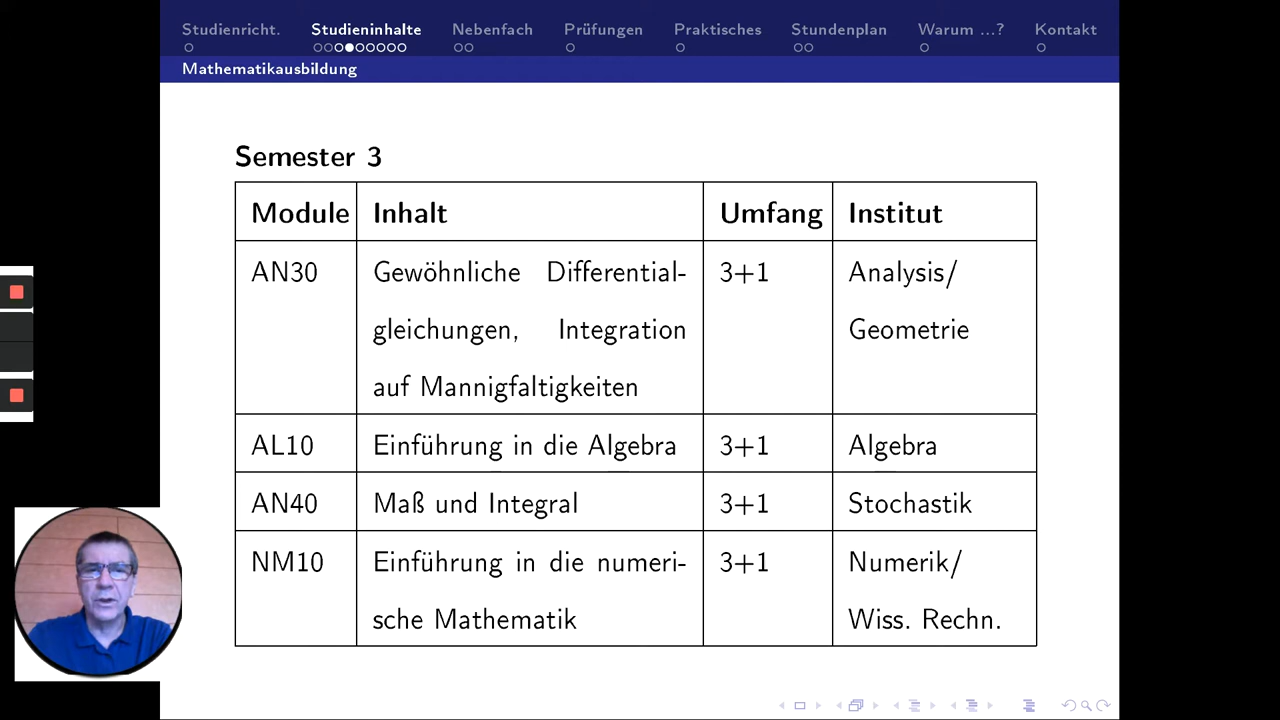 Studienricht. Studieninhalte Nebenfach Prüfungen Praktisches Stundenplan Warum ...? Kontakt
Mathematikausbildung
Semester 3
Module Inhalt Umfang Institut
AN30 Gewöhnliche Differential- 3+1 Analysis/
gleichungen, Integration Geometrie
auf Mannigfaltigkeiten
AL10 Einführung in die Algebra 3+1 Algebra
AN40 Maß und Integral 3+1 Stochastik
NM10 Einführung in die numeri- 3+1 Numerik/
sche Mathematik Wiss. Rechn.